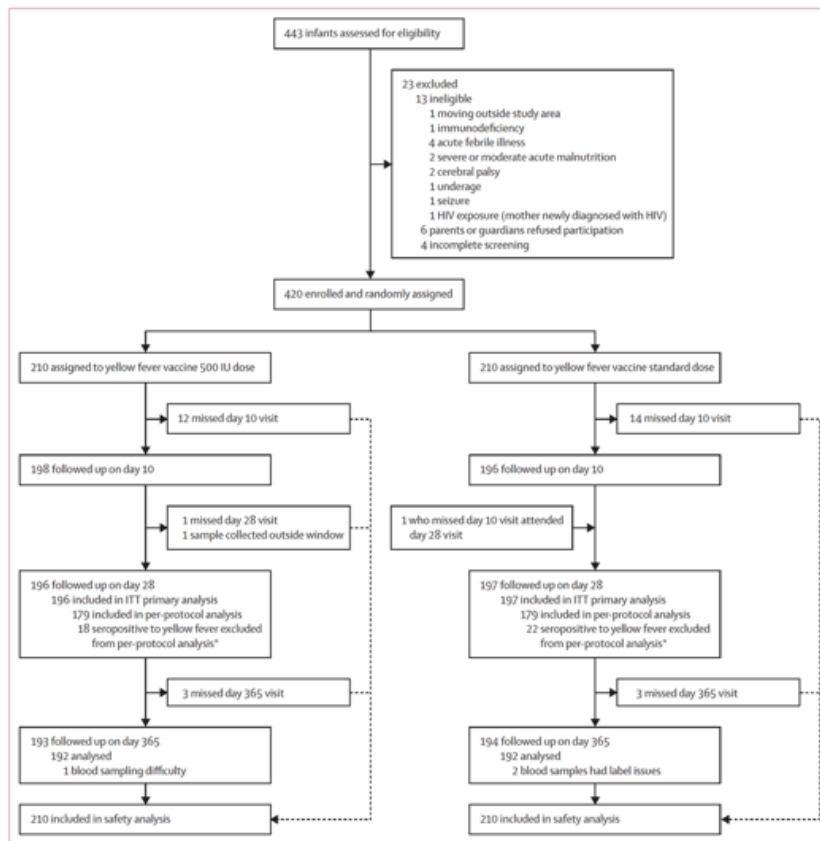 443 infants assessed for eligibility
23 excluded
13 ineligible
1 moving outside study area
1 immunodeficiency
4 acute febrile illness
2 severe or moderate acute malnutrition
2 cerebral palsy
1 underage
1 seizure
1 HIV exposure (mother newly diagnosed with HIV)
6 parents or guardians refused participation
4 incomplete screening
420 enrolled and randomly assigned
210 assigned to yellow fever vaccine 500 IU dose
12 missed day 10 visit
198 followed up on day 10
1 missed day 28 visit
1 sample collected outside window
196 followed up on day 28
196 included in ITT primary analysis
179 included in per-protocol analysis
18 seropositive to yellow fever excluded
from per-protocol analysis*
3 missed day 365 visit
193 followed up on day 365
192 analysed
1 blood sampling difficulty
210 included in safety analysis
210 assigned to yellow fever vaccine standard dose
14 missed day 10 visit
196 followed up on day 10
1 who missed day 10 visit attended
day 28 visit
197 followed up on day 28
197 included in ITT primary analysis
179 included in per-protocol analysis
22 seropositive to yellow fever excluded
from per-protocol analysis*
3 missed day 365 visit
194 followed up on day 365
192 analysed
2 blood samples had label issues
210 included in safety analysis